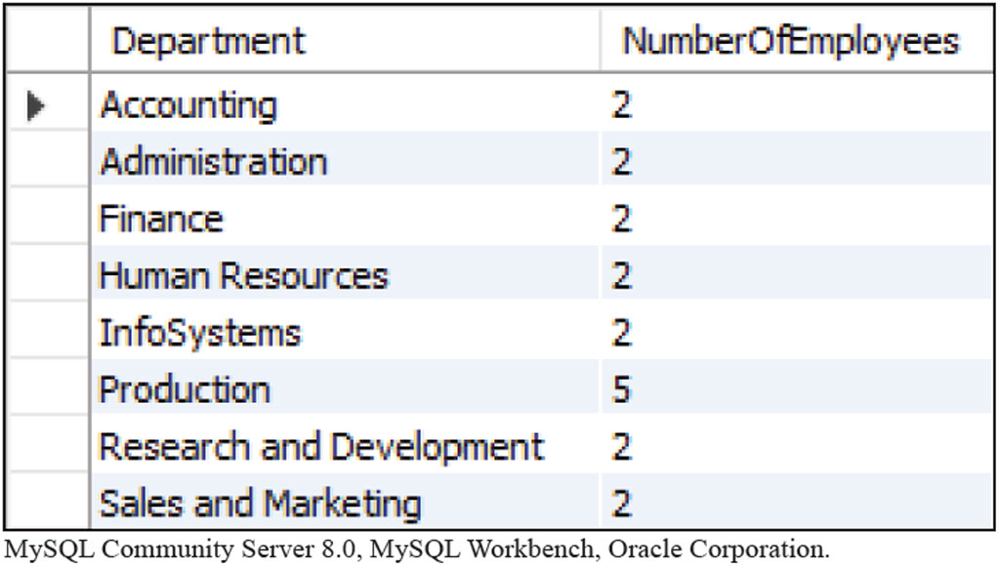 Department NumberOfEmployees
Accounting 2
Administration 2
Finance 2
Human Resources 2
InfoSystems 2
Production 5
Research and Development 2
Sales and Marketing 2
MySQL Community Server 8.0, MySQL Workbench, Oracle Corporation.